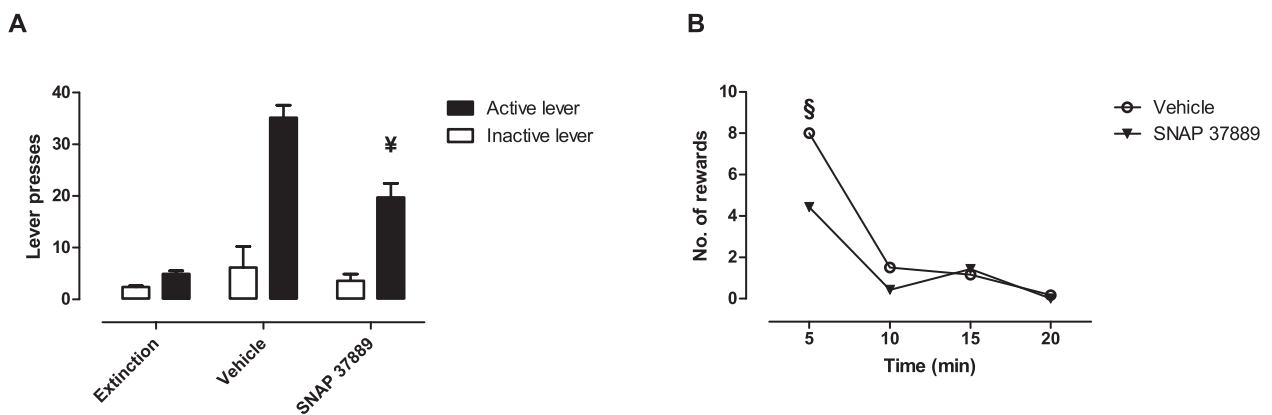 A
Lever presses
40
30
20
10
0
¥
Extinction
Vehicle
SNAP 37889
Active lever
Inactive lever
B
No. of rewards
10
8
6
4
2
0
§
5 10 15 20
Time (min)
Vehicle
SNAP 37889